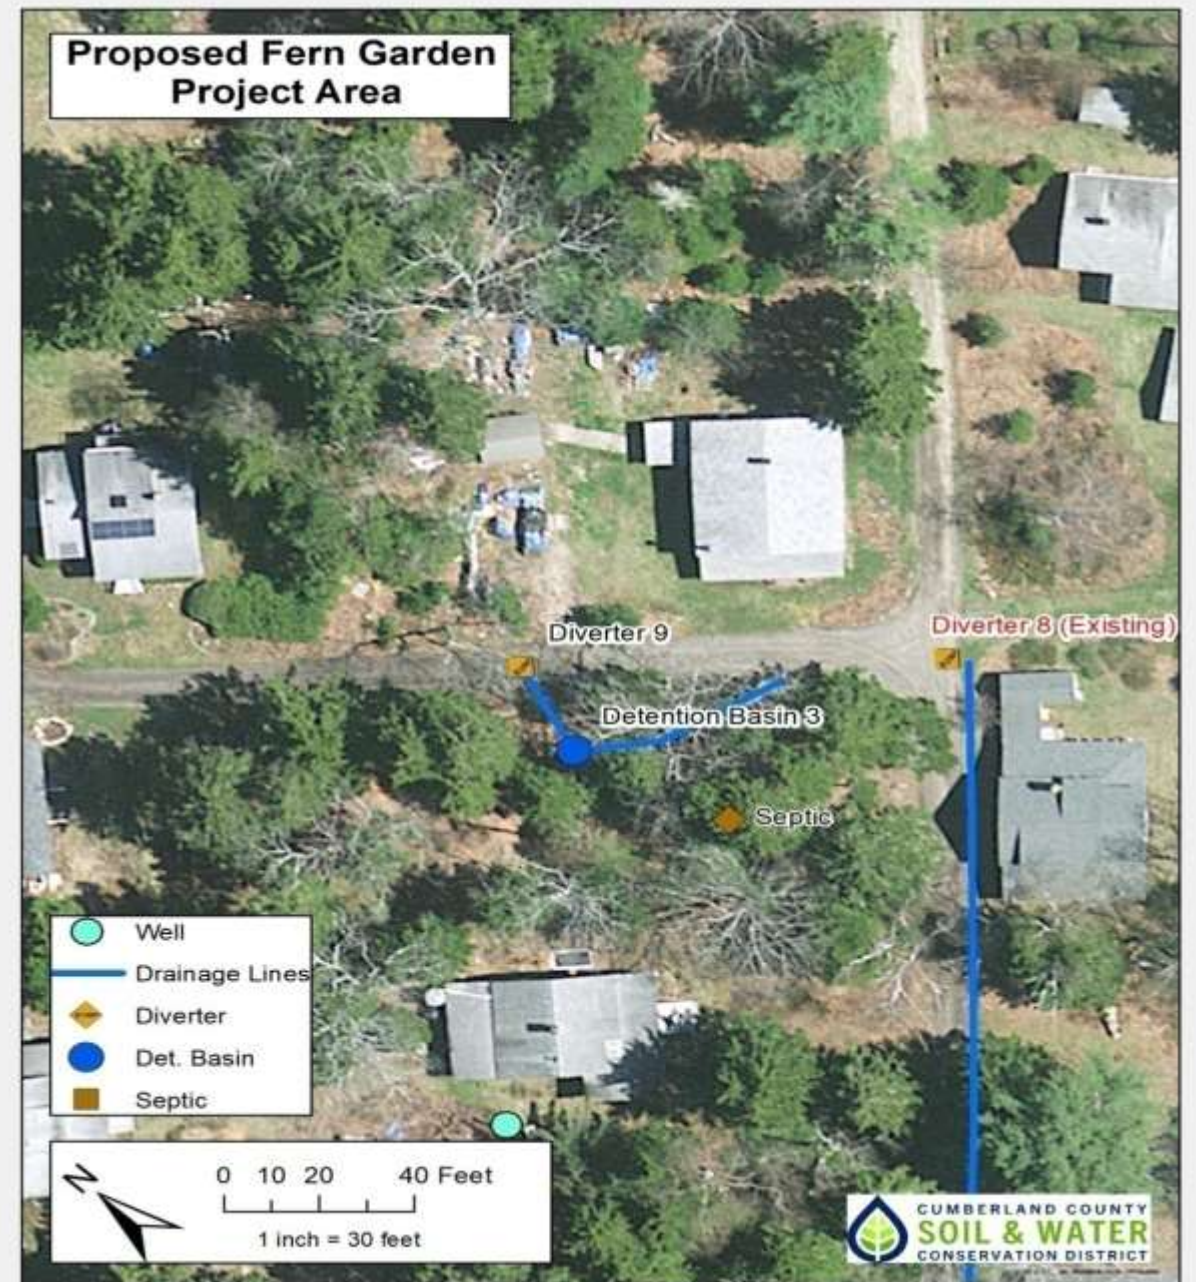 Proposed Fern Garden
Project Area
Diverter 9
Diverter 8 (Existing)
Detention Basin 3
Septic
Well
Drainage Lines
Diverter
Det. Basin
Septic
N
0 10 20 40 Feet
1 inch = 30 feet
CUMBERLAND COUNTY
SOIL & WATER
CONSERVATION DISTRICT